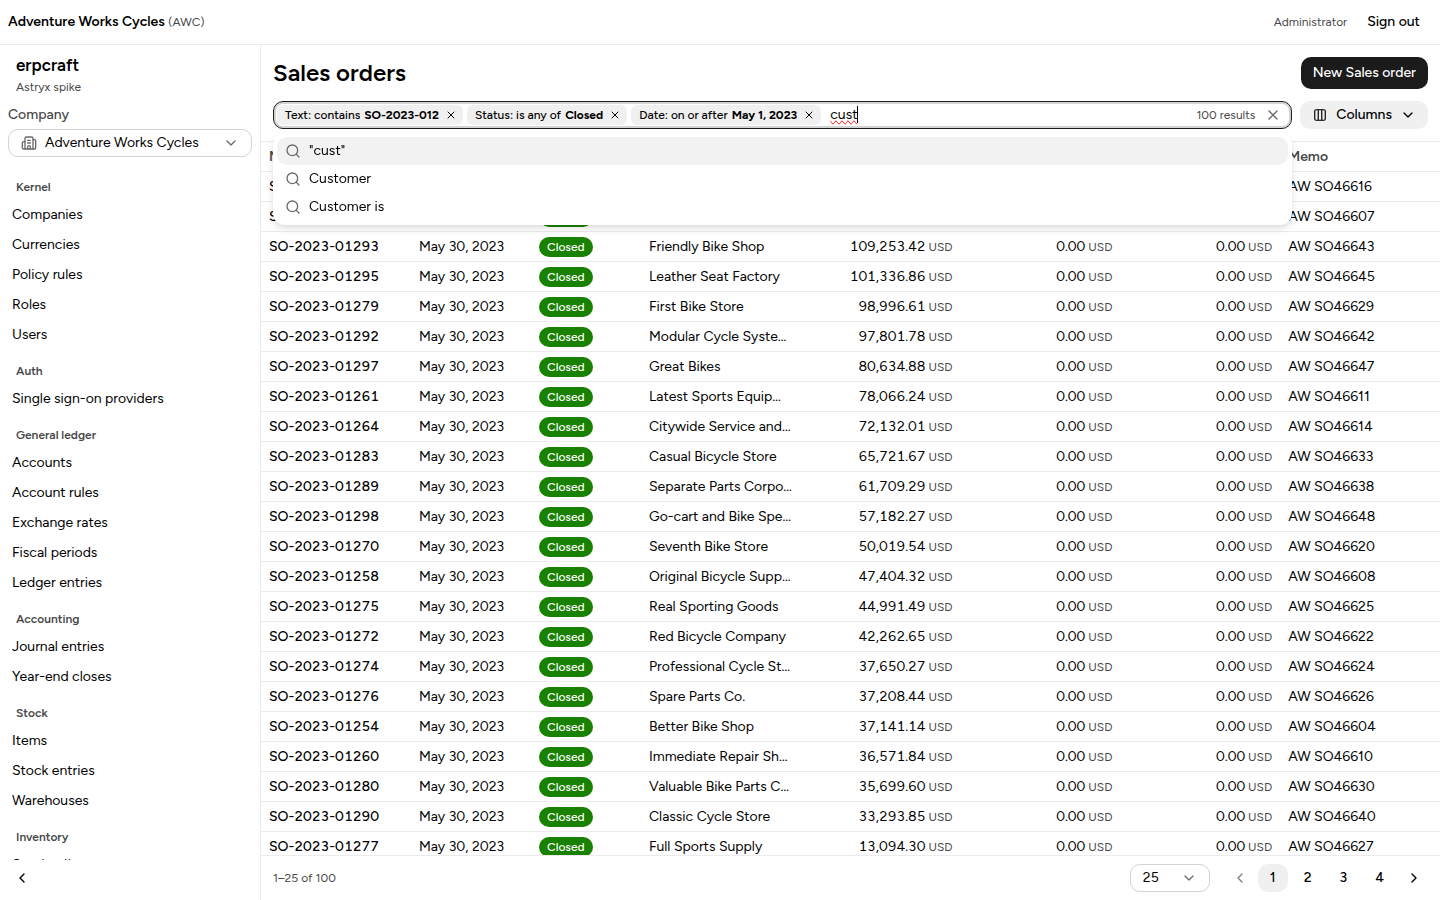 Adventure Works Cycles (AWC)
Administrator
Sign out
erpcraft
Astryx spike
Company
Adventure Works Cycles
Kernel
Companies
Currencies
Policy rules
Roles
Users
Auth
Single sign-on providers
General ledger
Accounts
Account rules
Exchange rates
Fiscal periods
Ledger entries
Accounting
Journal entries
Year-end closes
Stock
Items
Stock entries
Warehouses
Inventory
Sales orders
New Sales order
Text: contains SO-2023-012 Status: is any of Closed Date: on or after May 1, 2023 cust 100 results
Columns
"cust"
Customer
Customer is
Memo
AW SO46616
AW SO46607
SO-2023-01293 May 30, 2023 Closed Friendly Bike Shop 109,253.42 USD 0.00 USD 0.00 USD AW SO46643
SO-2023-01295 May 30, 2023 Closed Leather Seat Factory 101,336.86 USD 0.00 USD 0.00 USD AW SO46645
SO-2023-01279 May 30, 2023 Closed First Bike Store 98,996.61 USD 0.00 USD 0.00 USD AW SO46629
SO-2023-01292 May 30, 2023 Closed Modular Cycle Syste... 97,801.78 USD 0.00 USD 0.00 USD AW SO46642
SO-2023-01297 May 30, 2023 Closed Great Bikes 80,634.88 USD 0.00 USD 0.00 USD AW SO46647
SO-2023-01261 May 30, 2023 Closed Latest Sports Equip... 78,066.24 USD 0.00 USD 0.00 USD AW SO46611
SO-2023-01264 May 30, 2023 Closed Citywide Service and... 72,132.01 USD 0.00 USD 0.00 USD AW SO46614
SO-2023-01283 May 30, 2023 Closed Casual Bicycle Store 65,721.67 USD 0.00 USD 0.00 USD AW SO46633
SO-2023-01289 May 30, 2023 Closed Separate Parts Corpo... 61,709.29 USD 0.00 USD 0.00 USD AW SO46638
SO-2023-01298 May 30, 2023 Closed Go-cart and Bike Spe... 57,182.27 USD 0.00 USD 0.00 USD AW SO46648
SO-2023-01270 May 30, 2023 Closed Seventh Bike Store 50,019.54 USD 0.00 USD 0.00 USD AW SO46620
SO-2023-01258 May 30, 2023 Closed Original Bicycle Supp... 47,404.32 USD 0.00 USD 0.00 USD AW SO46608
SO-2023-01275 May 30, 2023 Closed Real Sporting Goods 44,991.49 USD 0.00 USD 0.00 USD AW SO46625
SO-2023-01272 May 30, 2023 Closed Red Bicycle Company 42,262.65 USD 0.00 USD 0.00 USD AW SO46622
SO-2023-01274 May 30, 2023 Closed Professional Cycle St... 37,650.27 USD 0.00 USD 0.00 USD AW SO46624
SO-2023-01276 May 30, 2023 Closed Spare Parts Co. 37,208.44 USD 0.00 USD 0.00 USD AW SO46626
SO-2023-01254 May 30, 2023 Closed Better Bike Shop 37,141.14 USD 0.00 USD 0.00 USD AW SO46604
SO-2023-01260 May 30, 2023 Closed Immediate Repair Sh... 36,571.84 USD 0.00 USD 0.00 USD AW SO46610
SO-2023-01280 May 30, 2023 Closed Valuable Bike Parts C... 35,699.60 USD 0.00 USD 0.00 USD AW SO46630
SO-2023-01290 May 30, 2023 Closed Classic Cycle Store 33,293.85 USD 0.00 USD 0.00 USD AW SO46640
SO-2023-01277 May 30, 2023 Closed Full Sports Supply 13,094.30 USD 0.00 USD 0.00 USD AW SO46627
1–25 of 100
25
1 2 3 4